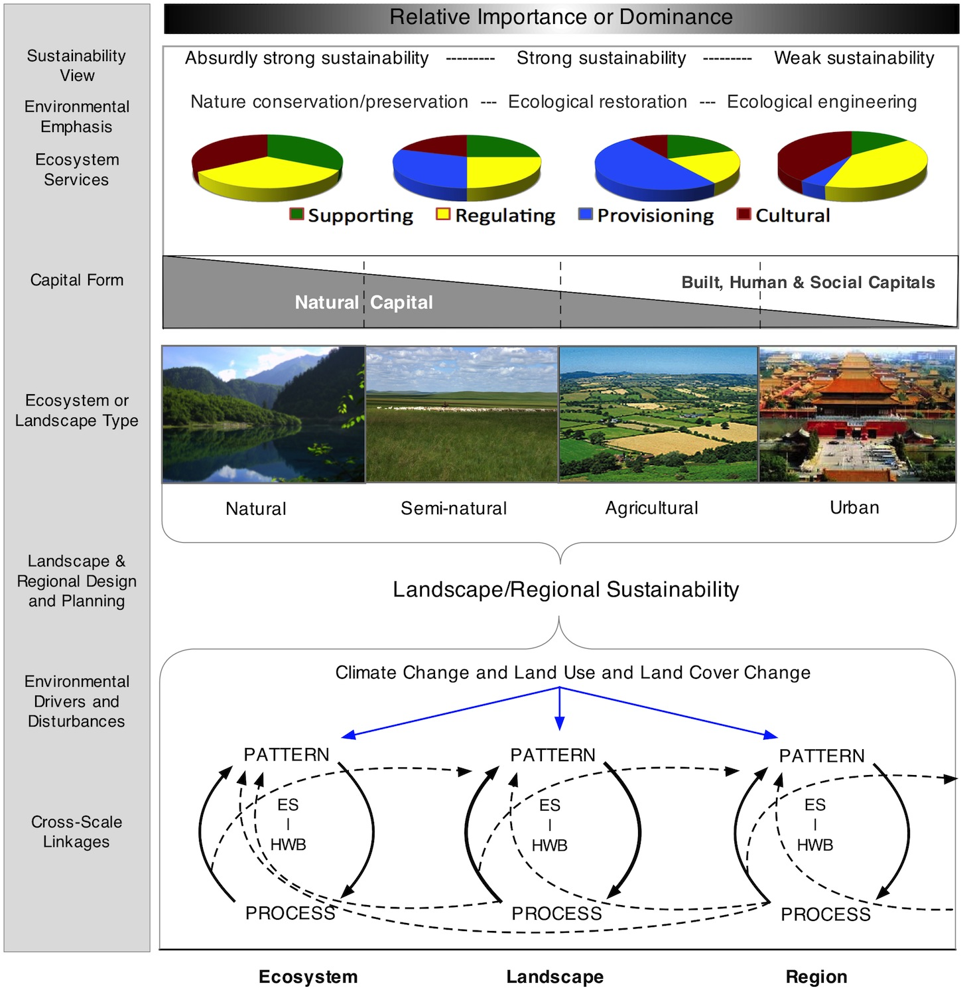 Relative Importance or Dominance
Sustainability
View
Absurdly strong sustainability --------- Strong sustainability --------- Weak sustainability
Environmental
Emphasis
Nature conservation/preservation --- Ecological restoration --- Ecological engineering
Ecosystem
Services
Supporting Regulating Provisioning Cultural
Capital Form
Natural Capital
Built, Human & Social Capitals
Ecosystem or
Landscape Type
Natural Semi-natural Agricultural Urban
Landscape &
Regional Design
and Planning
Landscape/Regional Sustainability
Environmental
Drivers and
Disturbances
Climate Change and Land Use and Land Cover Change
Cross-Scale
Linkages
PATTERN PATTERN PATTERN
ES ES ES
HWB HWB HWB
PROCESS PROCESS PROCESS
Ecosystem Landscape Region